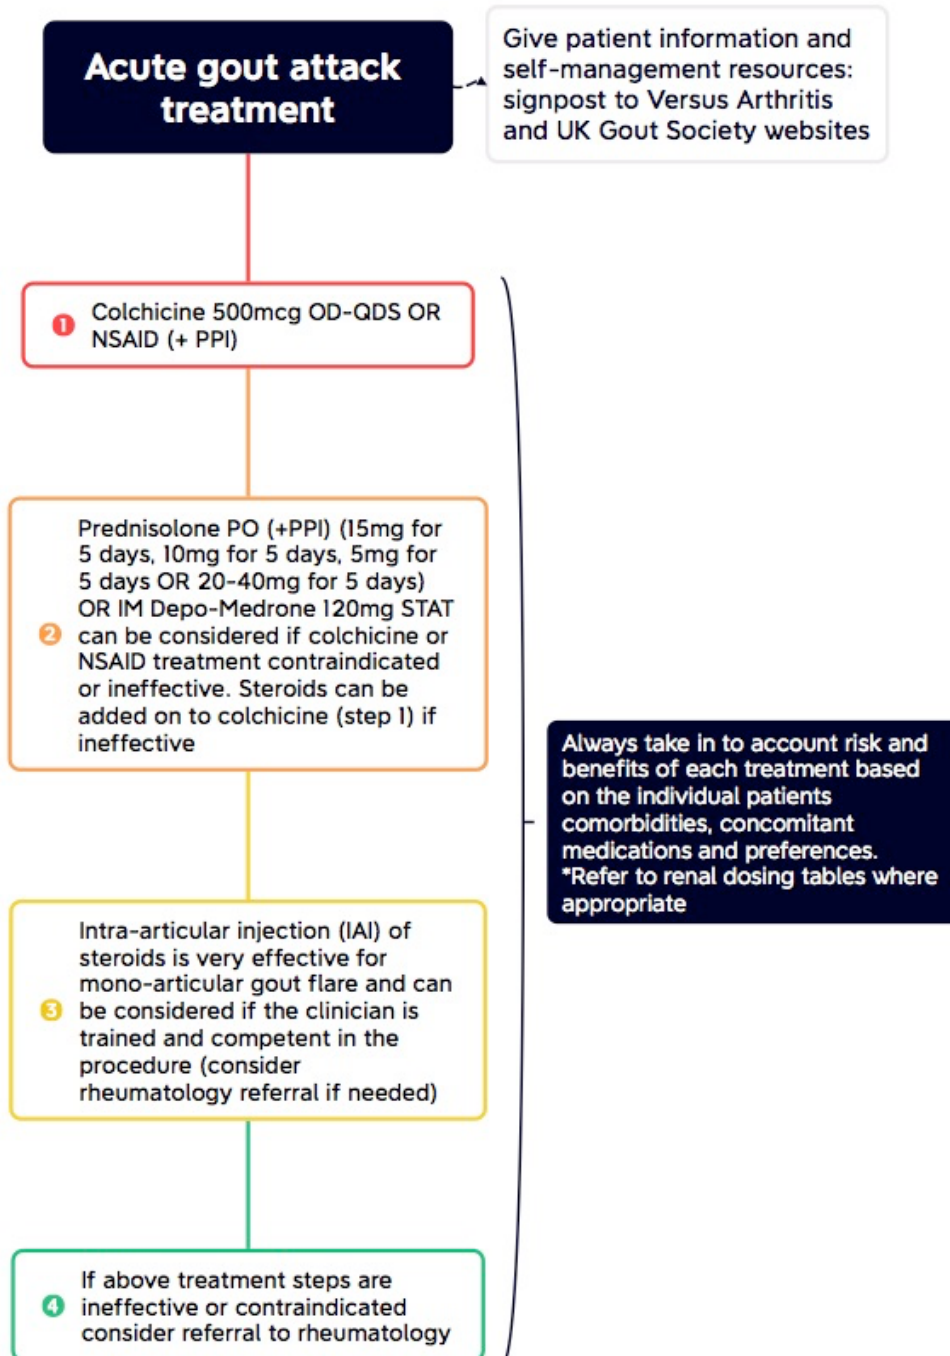 Acute gout attack
treatment
Give patient information and
self-management resources:
signpost to Versus Arthritis
and UK Gout Society websites
1
Colchicine 500mcg OD-QDS OR
NSAID (+ PPI)
2
Prednisolone PO (+PPI) (15mg for
5 days, 10mg for 5 days, 5mg for
5 days OR 20-40mg for 5 days)
OR IM Depo-Medrone 120mg STAT
can be considered if colchicine or
NSAID treatment contraindicated
or ineffective. Steroids can be
added on to colchicine (step 1) if
ineffective
Always take in to account risk and
benefits of each treatment based
on the individual patients
comorbidities, concomitant
medications and preferences.
*Refer to renal dosing tables where
appropriate
3
Intra-articular injection (IAI) of
steroids is very effective for
mono-articular gout flare and can
be considered if the clinician is
trained and competent in the
procedure (consider
rheumatology referral if needed)
4
If above treatment steps are
ineffective or contraindicated
consider referral to rheumatology